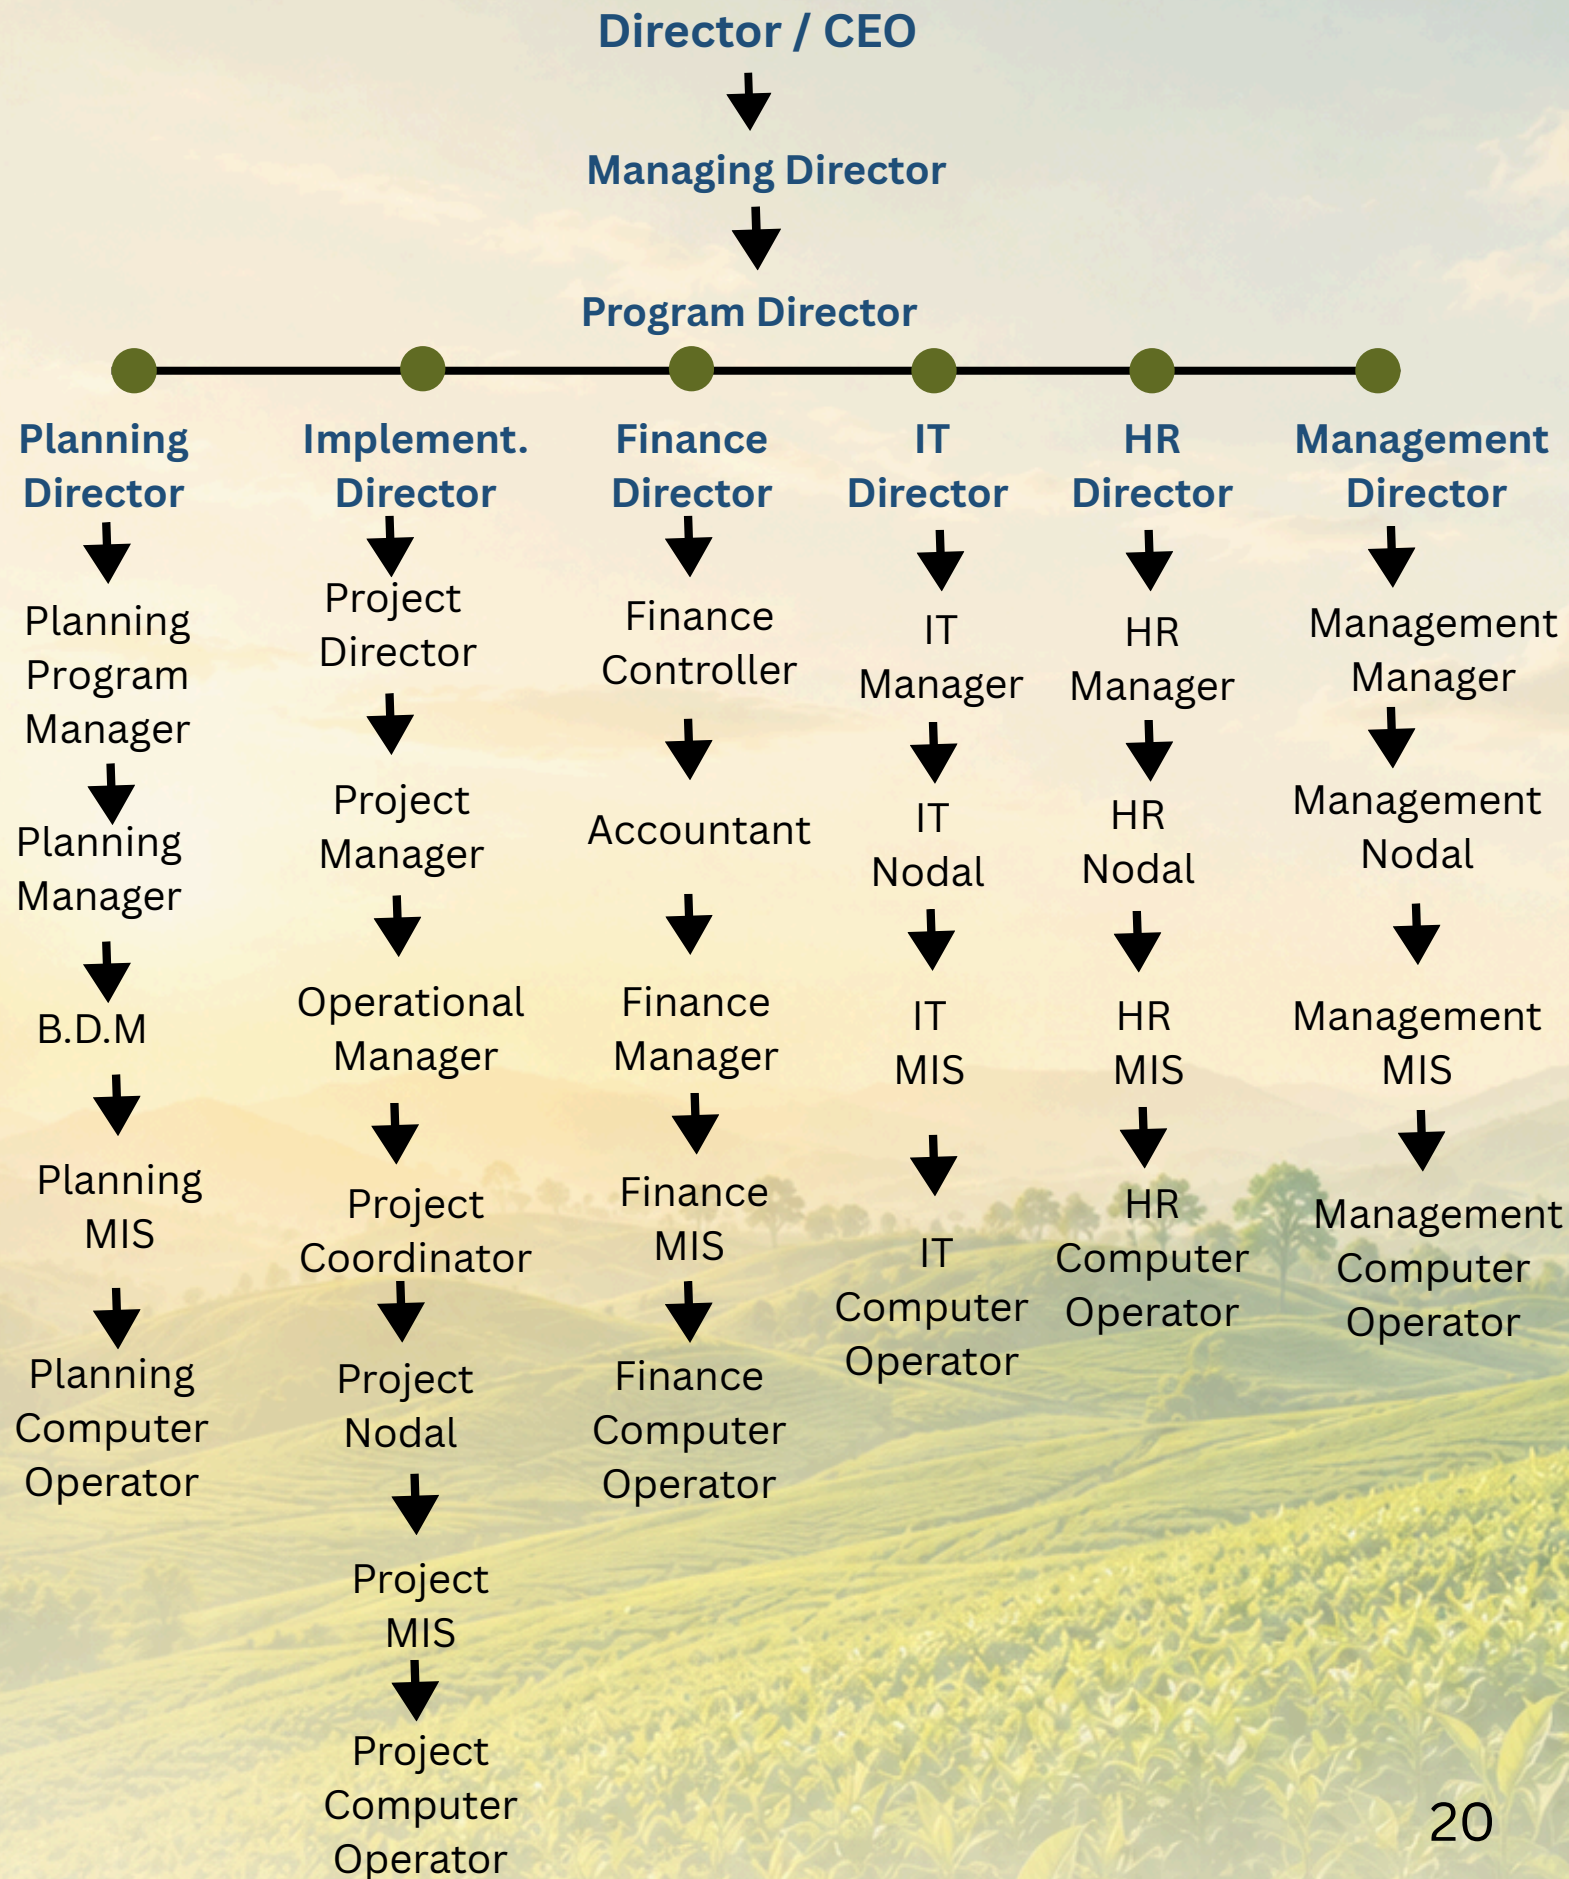 Director / CEO
Managing Director
Program Director
Planning
Director
Planning
Program
Manager
Planning
Manager
B.D.M
Planning
MIS
Planning
Computer
Operator
Implement.
Director
Project
Director
Project
Manager
Operational
Manager
Project
Coordinator
Project
Nodal
Project
MIS
Project
Computer
Operator
Finance
Director
Finance
Controller
Accountant
Finance
Manager
Finance
MIS
Finance
Computer
Operator
IT
Director
IT
Manager
IT
Nodal
IT
MIS
IT
Computer
Operator
HR
Director
HR
Manager
HR
Nodal
HR
MIS
HR
Computer
Operator
Management
Director
Management
Manager
Management
Nodal
Management
MIS
Management
Computer
Operator
20